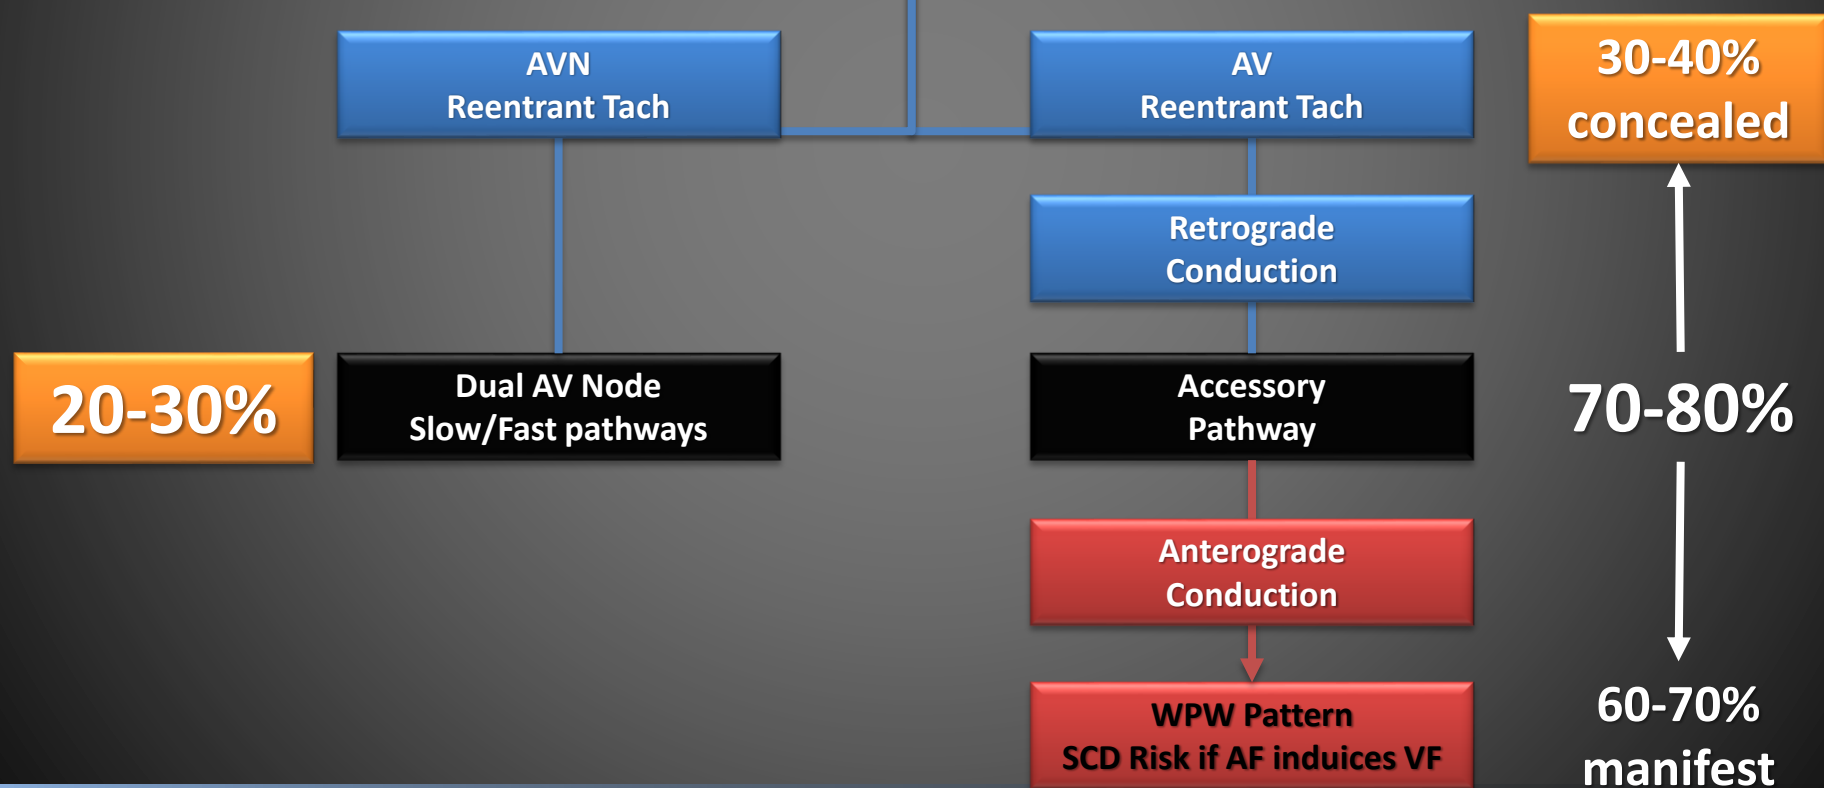 AVN
Reentrant Tach
AV
Reentrant Tach
30-40%
concealed
Retrograde
Conduction
20-30%
Dual AV Node
Slow/Fast pathways
Accessory
Pathway
70-80%
Anterograde
Conduction
WPW Pattern
SCD Risk if AF induices VF
60-70%
manifest